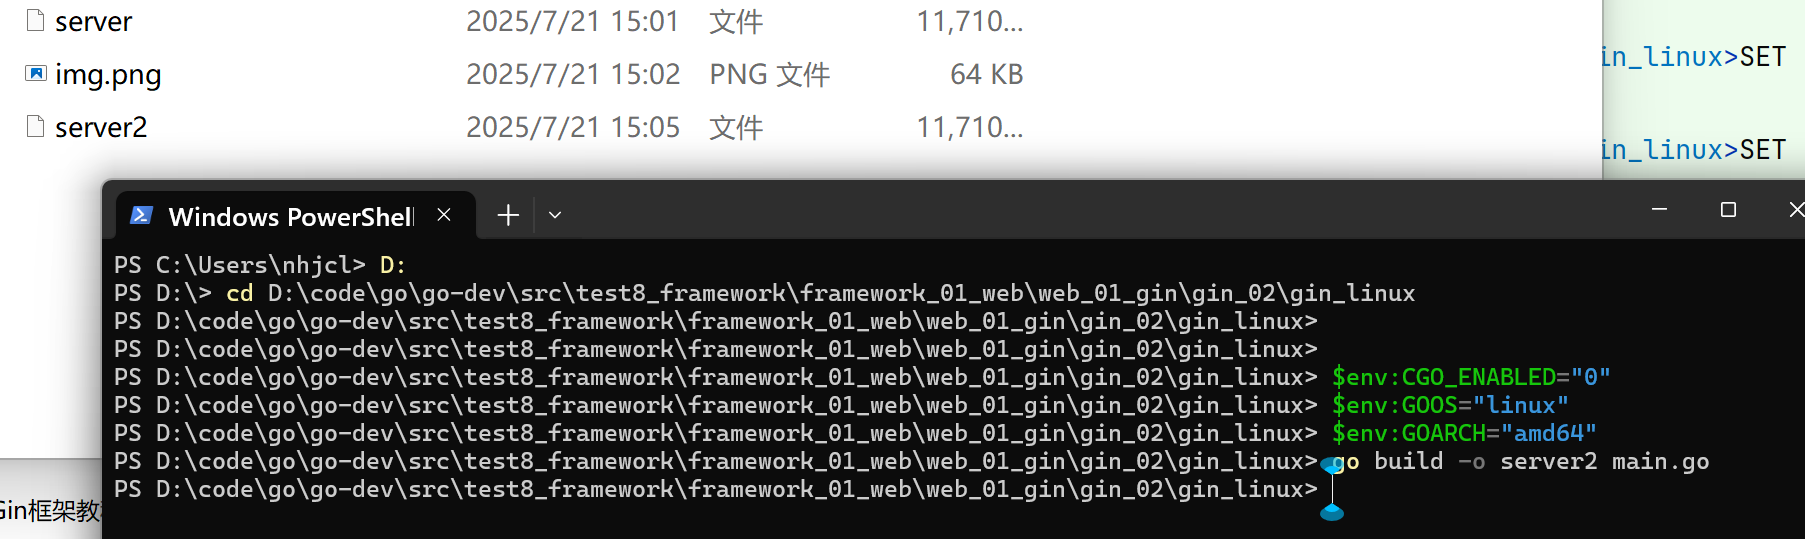 server 2025/7/21 15:01 文件 11,710...
in_linux>SET
img.png 2025/7/21 15:02 PNG 文件 64 KB
server2 2025/7/21 15:05 文件 11,710...
in_linux>SET
Windows PowerShell
PS C:\Users\nhjcl> D:
PS D:\> cd D:\code\go\go-dev\src\test8_framework\framework_01_web\web_01_gin\gin_02\gin_linux
PS D:\code\go\go-dev\src\test8_framework\framework_01_web\web_01_gin\gin_02\gin_linux>
PS D:\code\go\go-dev\src\test8_framework\framework_01_web\web_01_gin\gin_02\gin_linux>
PS D:\code\go\go-dev\src\test8_framework\framework_01_web\web_01_gin\gin_02\gin_linux> $env:CGO_ENABLED="0"
PS D:\code\go\go-dev\src\test8_framework\framework_01_web\web_01_gin\gin_02\gin_linux> $env:GOOS="linux"
PS D:\code\go\go-dev\src\test8_framework\framework_01_web\web_01_gin\gin_02\gin_linux> $env:GOARCH="amd64"
PS D:\code\go\go-dev\src\test8_framework\framework_01_web\web_01_gin\gin_02\gin_linux> go build -o server2 main.go
PS D:\code\go\go-dev\src\test8_framework\framework_01_web\web_01_gin\gin_02\gin_linux>
Gin框架教